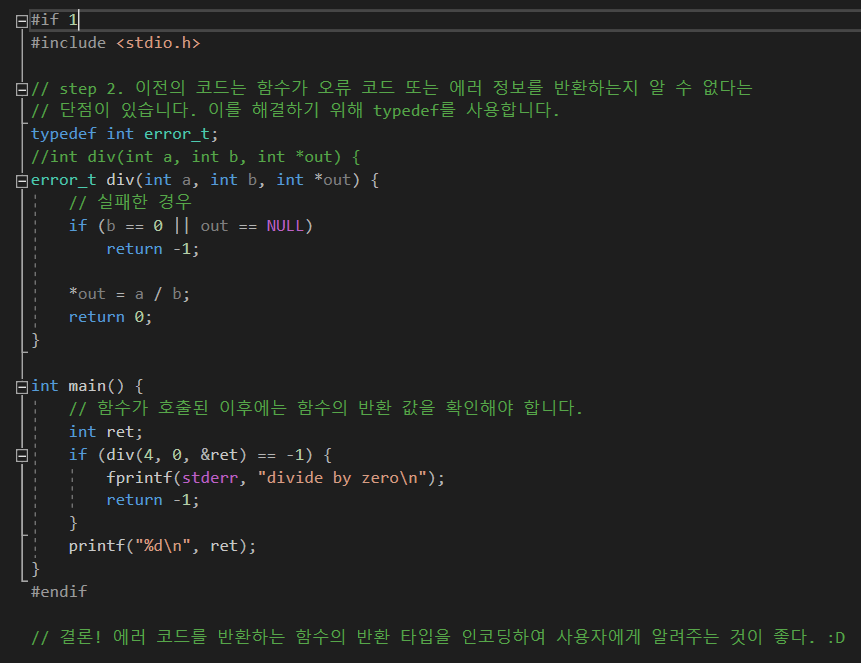 #if 1
#include <stdio.h>
// step 2. 이전의 코드는 함수가 오류 코드 또는 에러 정보를 반환하는지 알 수 없다는
// 단점이 있습니다. 이를 해결하기 위해 typedef를 사용합니다.
typedef int error_t;
//int div(int a, int b, int *out) {
error_t div(int a, int b, int *out) {
    // 실패한 경우
    if (b == 0 || out == NULL)
        return -1;

    *out = a / b;
    return 0;
}

int main() {
    // 함수가 호출된 이후에는 함수의 반환 값을 확인해야 합니다.
    int ret;
    if (div(4, 0, &ret) == -1) {
        fprintf(stderr, "divide by zero\n");
        return -1;
    }
    printf("%d\n", ret);
}
#endif

// 결론! 에러 코드를 반환하는 함수의 반환 타입을 인코딩하여 사용자에게 알려주는 것이 좋다. :D